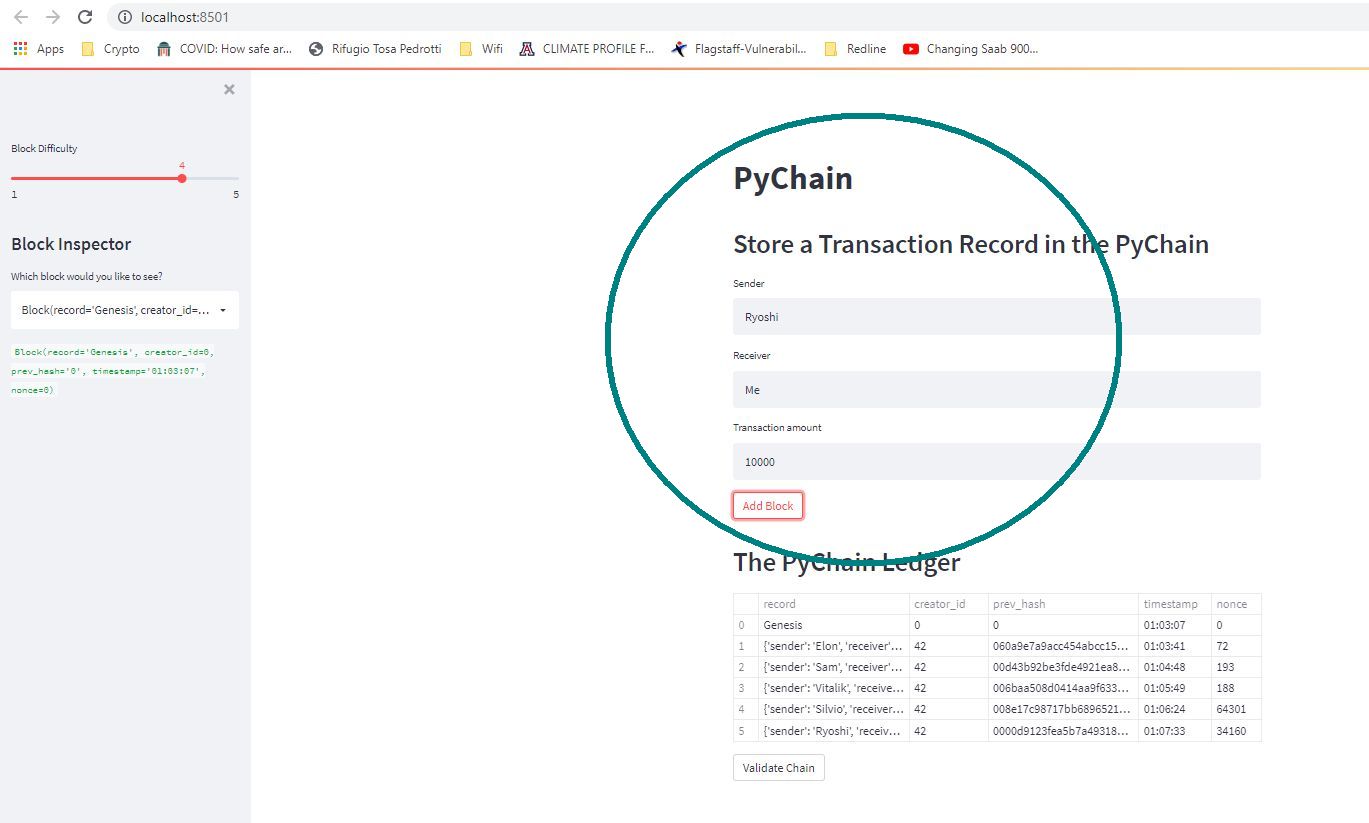 localhost:8501
Apps Crypto COVID: How safe ar... Rifugio Tosa Pedrotti Wifi CLIMATE PROFILE F... Flagstaff-Vulnerabil... Redline Changing Saab 900...
Block Difficulty
4
1 5
Block Inspector
Which block would you like to see?
Block(record='Genesis', creator_id=...
Block(record='Genesis', creator_id=0,
prev_hash='0', timestamp='01:03:07',
nonce=0)
PyChain
Store a Transaction Record in the PyChain
Sender
Ryoshi
Receiver
Me
Transaction amount
10000
Add Block
The PyChain Ledger
record creator_id prev_hash timestamp nonce
0 Genesis 0 0 01:03:07 0
1 {'sender': 'Elon', 'receiver'... 42 060a9e7a9acc454abcc15... 01:03:41 72
2 {'sender': 'Sam', 'receiver'... 42 00d43b92be3fde4921ea8... 01:04:48 193
3 {'sender': 'Vitalik', 'receive... 42 006baa508d0414aa9f633... 01:05:49 188
4 {'sender': 'Silvio', 'receiver... 42 008e17c98717bb6896521... 01:06:24 64301
5 {'sender': 'Ryoshi', 'receiv... 42 0000d9123fea5b7a49318... 01:07:33 34160
Validate Chain